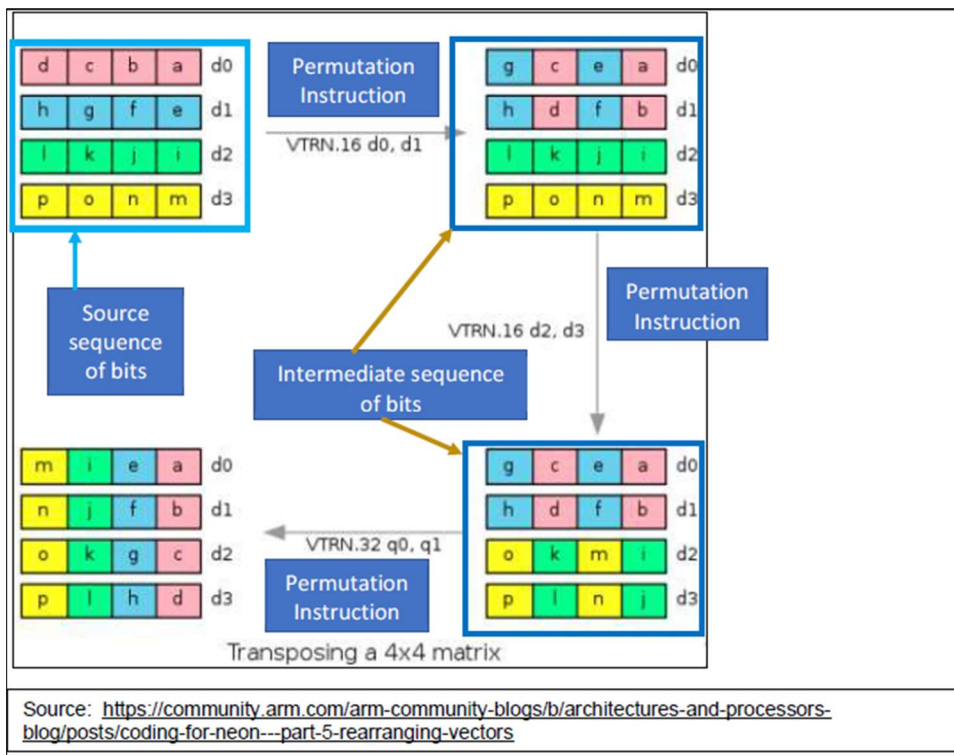 d c b a d0
h g f e d1
l k j i d2
p o n m d3
Permutation
Instruction
VTRN.16 d0, d1
g c e a d0
h d f b d1
l k j i d2
p o n m d3
Source
sequence
of bits
Intermediate sequence
of bits
VTRN.16 d2, d3
Permutation
Instruction
g c e a d0
h d f b d1
o k m i d2
p l n j d3
VTRN.32 q0, q1
Permutation
Instruction
m i e a d0
n j f b d1
o k g c d2
p l h d d3
Transposing a 4x4 matrix
Source: https://community.arm.com/arm-community-blogs/b/architectures-and-processors-
blog/posts/coding-for-neon---part-5-rearranging-vectors